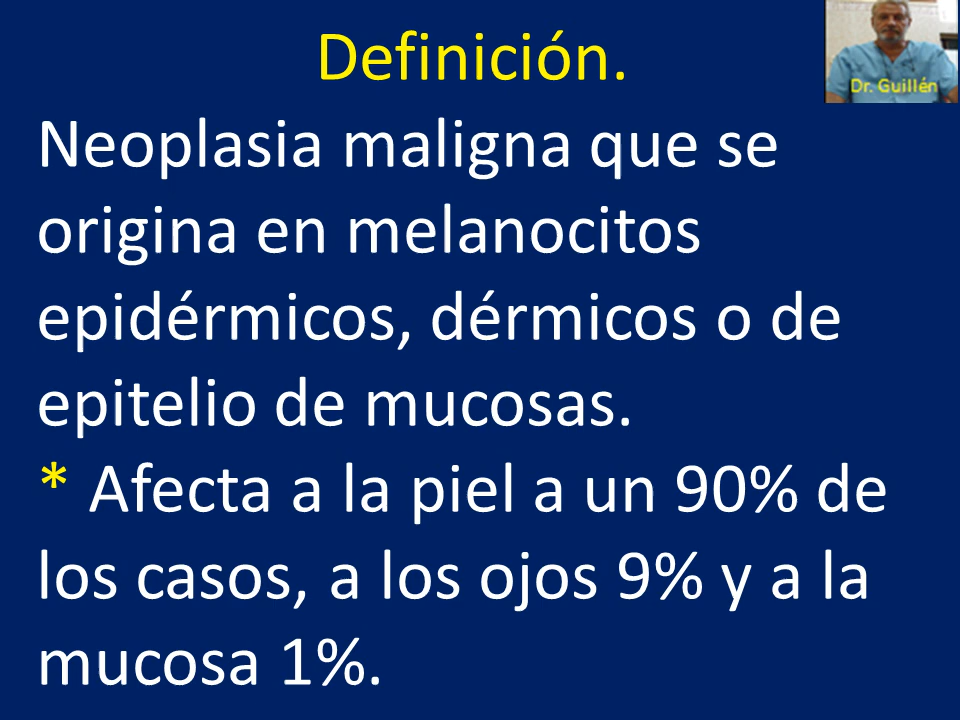 Definición.
Dr. Guillén
Neoplasia maligna que se
origina en melanocitos
epidérmicos, dérmicos o de
epitelio de mucosas.
* Afecta a la piel a un 90% de
los casos, a los ojos 9% y a la
mucosa 1%.